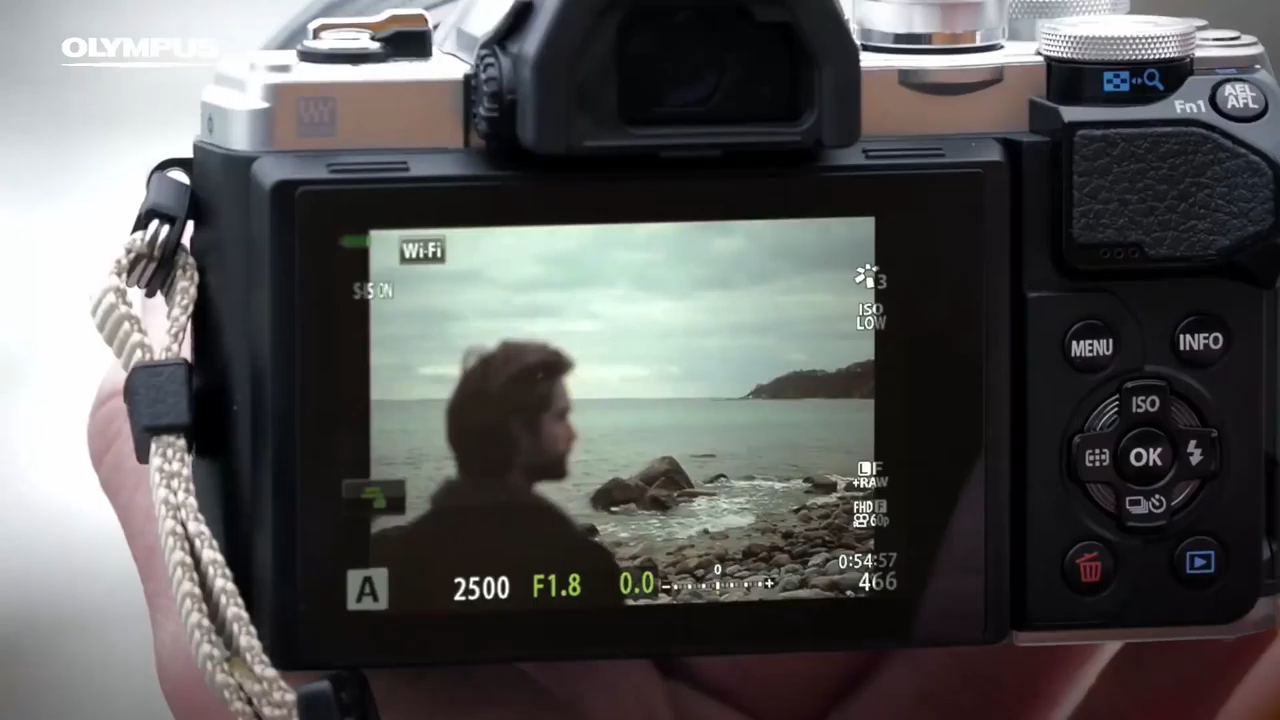 OLYMPUS
Fn1
AEL
AFL
Wi-Fi
S-IS ON
3
ISO
LOW
MENU
INFO
ISO
OK
LF
+RAW
FHD F
60p
0:54:57
A
2500 F1.8 0.0
0
466